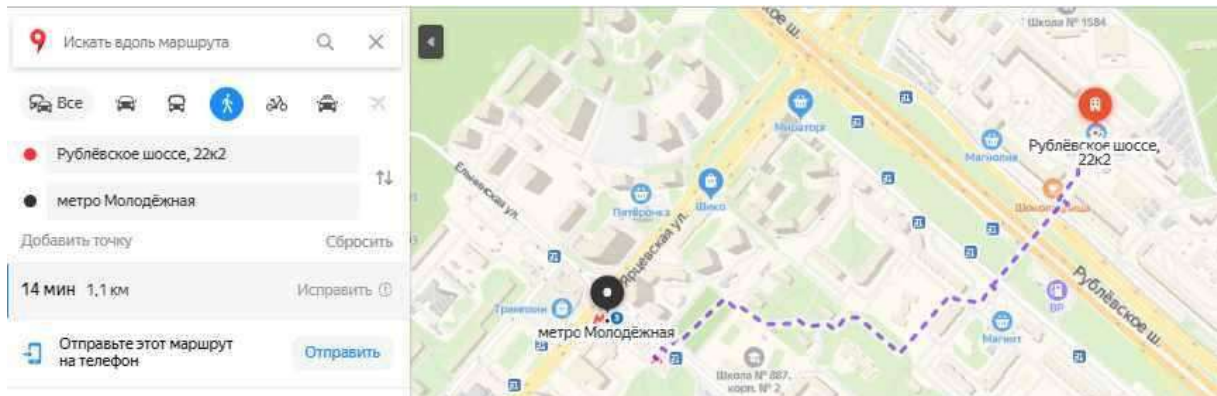 Искать вдоль маршрута
Все
Рублёвское шоссе, 22к2
метро Молодёжная
Добавить точку
Сбросить
14 мин 1,1 км
Исправить
Отправьте этот маршрут
на телефон
Отправить
Школа № 1584
Мираторг
Магнолия
Рублёвское шоссе,
22к2
Шоколадница
Ельнинская ул.
Пятёрочка
Шико
Ярцевская ул.
Рублёвское ш.
BP
Магнит
метро Молодёжная
Школа № 887,
корп. № 2